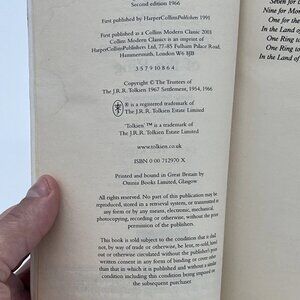 Second edition 1966
First published by HarperCollinsPublishers 1991
First published as a Collins Modern Classic 2001
Collins Modern Classics is an imprint of
HarperCollinsPublishers Ltd, 77-85 Fulham Palace Road,
Hammersmith, London W6 8JB
3 5 7 9 10 8 6 4
Copyright © The Trustees of
The J.R.R. Tolkien 1967 Settlement, 1954, 1966
® is a registered trademark of
The J.R.R. Tolkien Estate Limited
'Tolkien'™ is a trademark of
The J.R.R. Tolkien Estate Limited
www.tolkien.co.uk
ISBN 0 00 712970 X
Printed and bound in Great Britain by
Omnia Books Limited, Glasgow
All rights reserved. No part of this publication may be
reproduced, stored in a retrieval system, or transmitted in
any form or by any means, electronic, mechanical,
photocopying, recording or otherwise, without the prior
permission of the publishers.
This book is sold subject to the condition that it shall
not, by way of trade or otherwise, be lent, re-sold, hired
out or otherwise circulated without the publisher's prior
written consent in any form of binding or cover other
than that in which it is published and without a similar
condition including this condition being imposed on
the subsequent purchaser.
Seven for
Nine for Mor
One for the
In the Land of
One Ring to
One Ring to
In the Land of